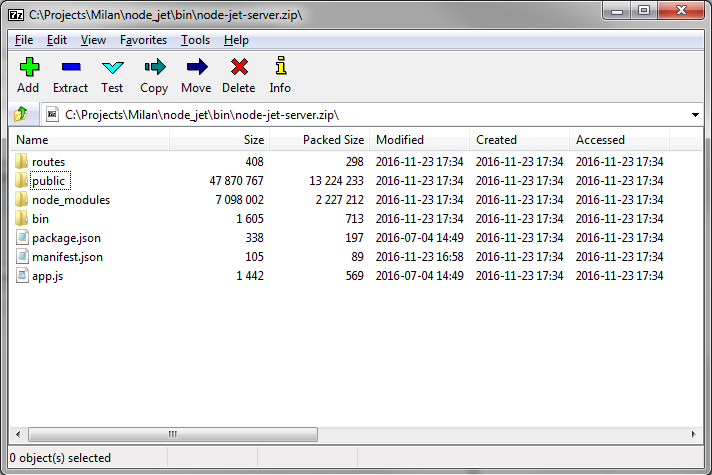 C:\Projects\Milan\node_jet\bin\node-jet-server.zip\
File Edit View Favorites Tools Help
Add Extract Test Copy Move Delete Info
C:\Projects\Milan\node_jet\bin\node-jet-server.zip\
Name Size Packed Size Modified Created Accessed
routes 408 298 2016-11-23 17:34 2016-11-23 17:34 2016-11-23 17:34
public 47 870 767 13 224 233 2016-11-23 17:34 2016-11-23 17:34 2016-11-23 17:34
node_modules 7 098 002 2 227 212 2016-11-23 17:34 2016-11-23 17:34 2016-11-23 17:34
bin 1 605 713 2016-11-23 17:34 2016-11-23 17:34 2016-11-23 17:34
package.json 338 197 2016-07-04 14:49 2016-11-23 17:34 2016-11-23 17:34
manifest.json 105 89 2016-11-23 16:58 2016-11-23 17:34 2016-11-23 17:34
app.js 1 442 569 2016-07-04 14:49 2016-11-23 17:34 2016-11-23 17:34
0 object(s) selected